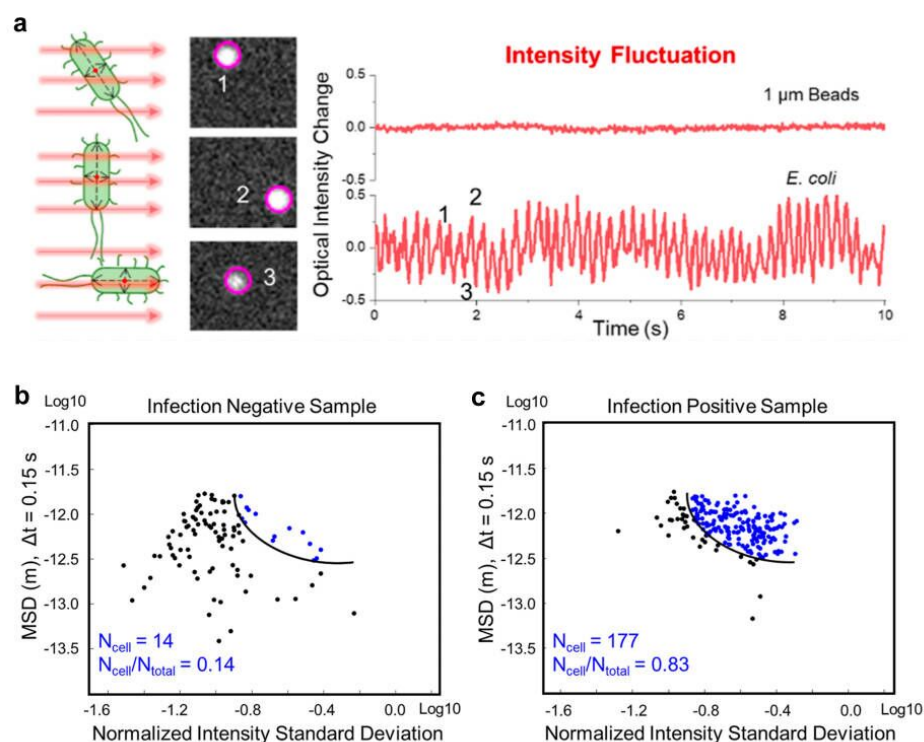 a
Intensity Fluctuation
1
2
3
Optical Intensity Change
0.5
0.0
-0.5
0.5
0.0
-0.5
1 µm Beads
E. coli
1
2
3
0
2
4
6
8
10
Time (s)
b
Log10
Infection Negative Sample
MSD (m), Δt = 0.15 s
-11.0
-11.5
-12.0
-12.5
-13.0
-13.5
Ncell = 14
Ncell/Ntotal = 0.14
-1.6
-1.2
-0.8
-0.4
0.0
Log10
Normalized Intensity Standard Deviation
c
Log10
Infection Positive Sample
MSD (m), Δt = 0.15 s
-11.0
-11.5
-12.0
-12.5
-13.0
-13.5
Ncell = 177
Ncell/Ntotal = 0.83
-1.6
-1.2
-0.8
-0.4
0.0
Log10
Normalized Intensity Standard Deviation